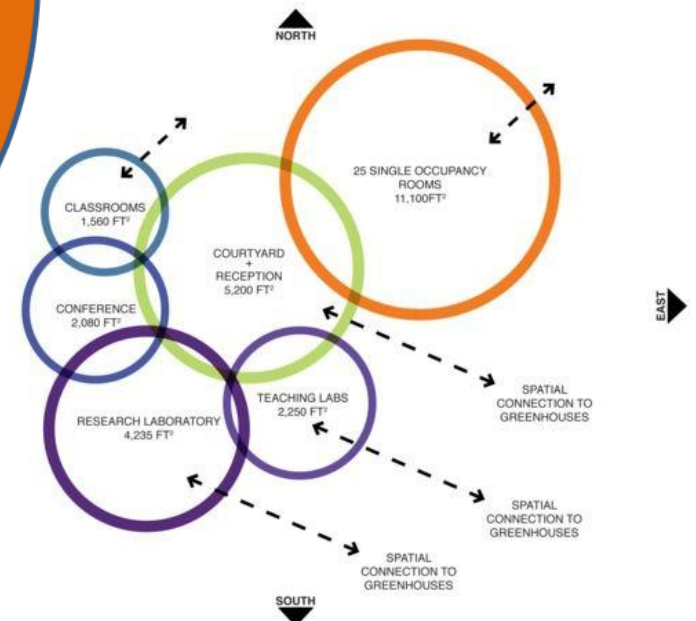 NORTH
25 SINGLE OCCUPANCY
ROOMS
11,100FT²
CLASSROOMS
1,560 FT²
COURTYARD
+
RECEPTION
5,200 FT²
CONFERENCE
2,080 FT²
EAST
TEACHING LABS
2,250 FT²
RESEARCH LABORATORY
4,235 FT²
SPATIAL
CONNECTION TO
GREENHOUSES
SPATIAL
CONNECTION TO
GREENHOUSES
SPATIAL
CONNECTION TO
GREENHOUSES
SOUTH